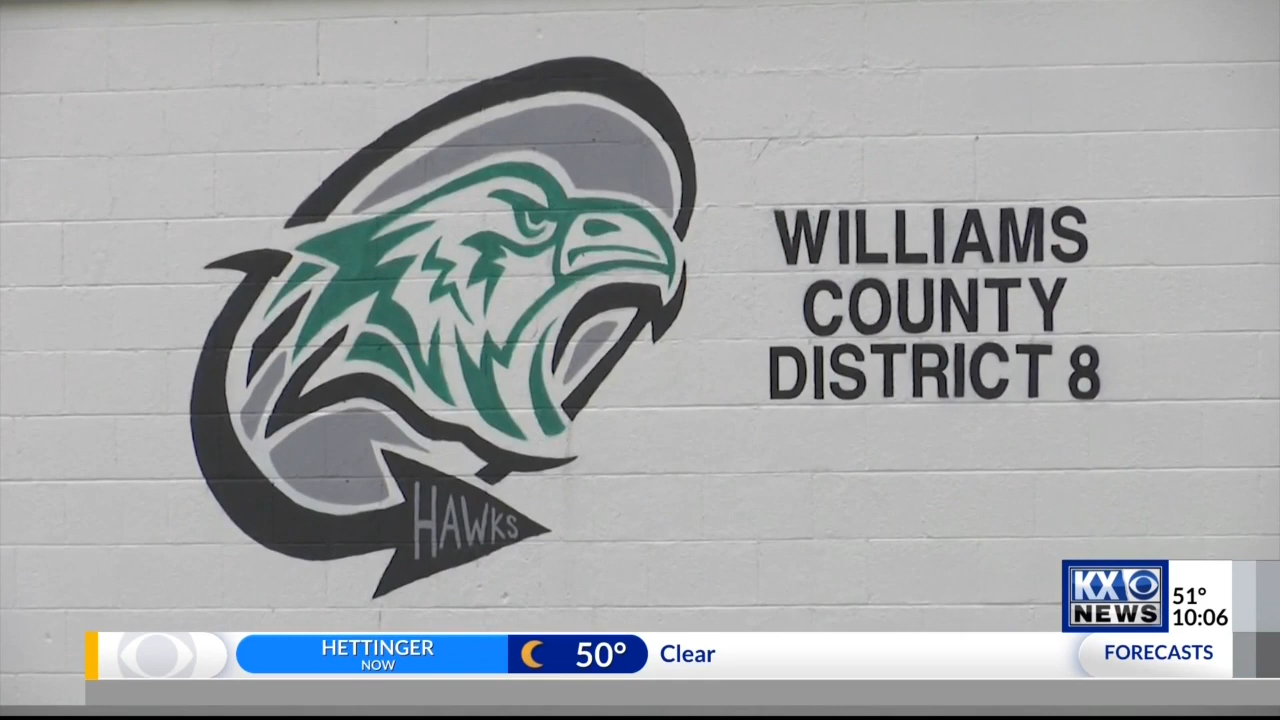 WILLIAMS
COUNTY
DISTRICT 8
HAWKS
KX
NEWS
51°
10:06
HETTINGER
NOW
50°
Clear
FORECASTS